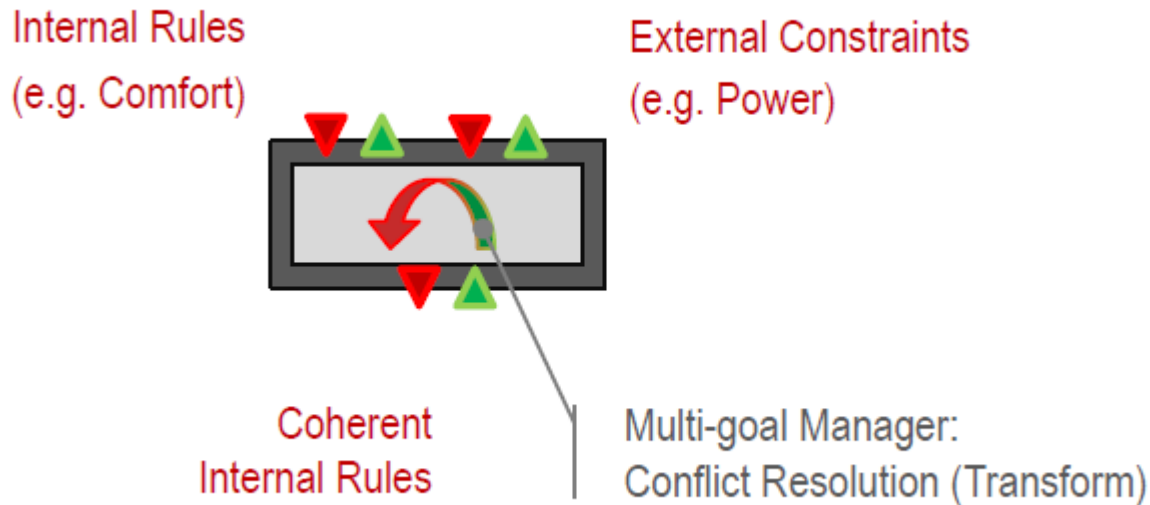 Internal Rules
(e.g. Comfort)
External Constraints
(e.g. Power)
Coherent
Internal Rules
Multi-goal Manager:
Conflict Resolution (Transform)